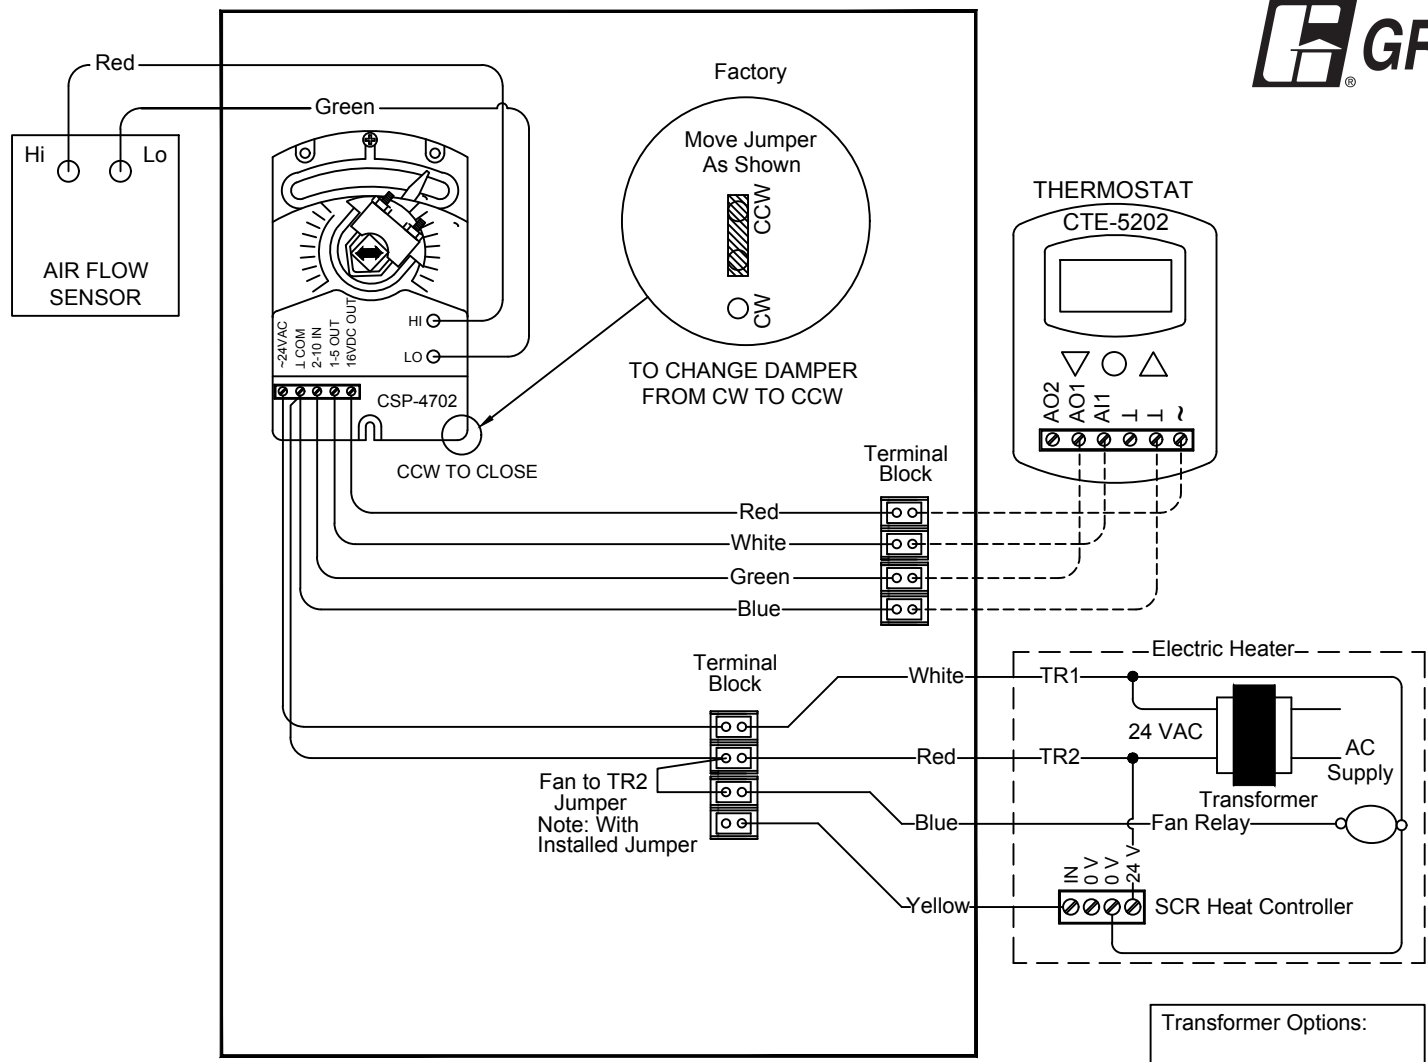 GR
®
Red
Green
Hi
Lo
AIR FLOW
SENSOR
Factory
Move Jumper
As Shown
CCW
CW
TO CHANGE DAMPER
FROM CW TO CCW
HI
LO
~24VAC
⊥ COM
2-10 IN
1-5 OUT
16VDC OUT
CSP-4702
CCW TO CLOSE
THERMOSTAT
CTE-5202
AO2
AO1
AI1
⊥
⊥
~
Terminal
Block
Red
White
Green
Blue
Terminal
Block
Fan to TR2
Jumper
Note: With
Installed Jumper
White
Red
Blue
Yellow
Electric Heater
TR1
24 VAC
TR2
AC
Supply
Transformer
Fan Relay
IN
0 V
0 V
24 V
SCR Heat Controller
Transformer Options: